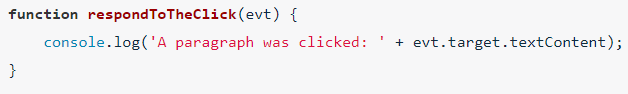 function respondToTheClick(evt) {
    console.log('A paragraph was clicked: ' + evt.target.textContent);
}